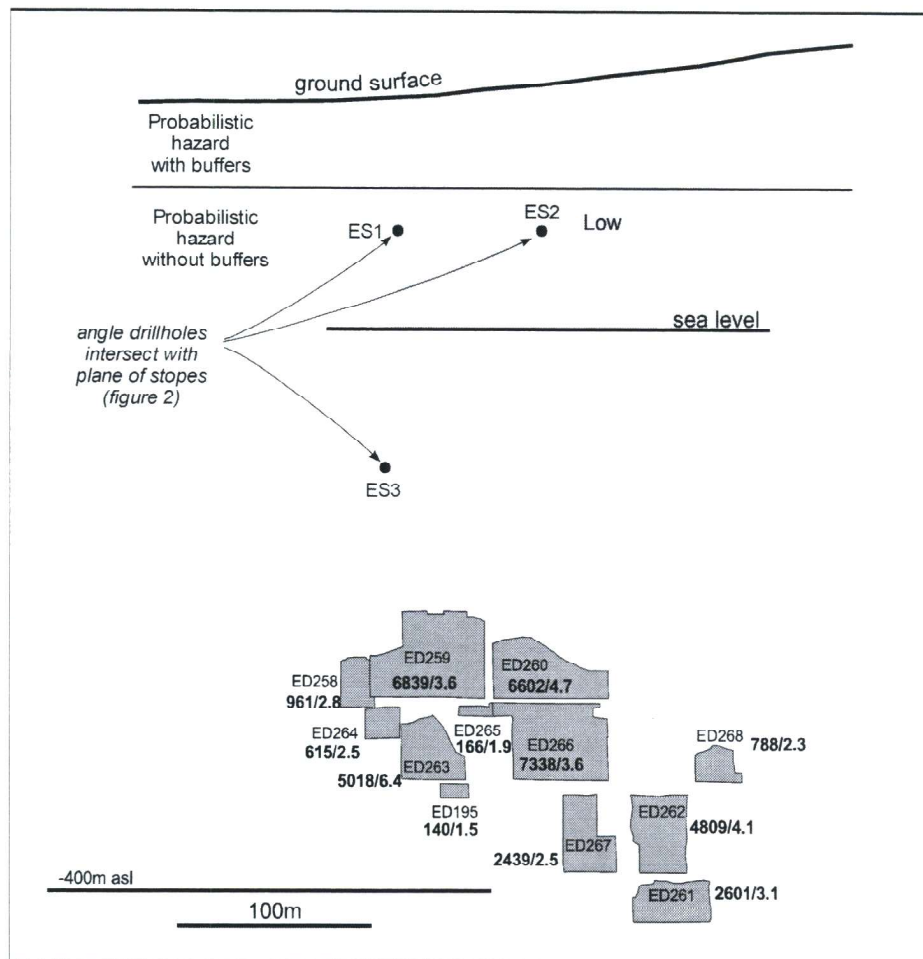 ground surface
Probabilistic
hazard
with buffers
Probabilistic
hazard
without buffers
ES1
ES2
Low
angle drillholes
intersect with
plane of stopes
(figure 2)
sea level
ES3
ED259
6839/3.6
ED260
6602/4.7
ED258
961/2.8
ED264
615/2.5
ED265
166/1.9
ED266
7338/3.6
ED268
788/2.3
ED263
5018/6.4
ED195
140/1.5
ED267
2439/2.5
ED262
4809/4.1
-400m asl
ED261
2601/3.1
100m